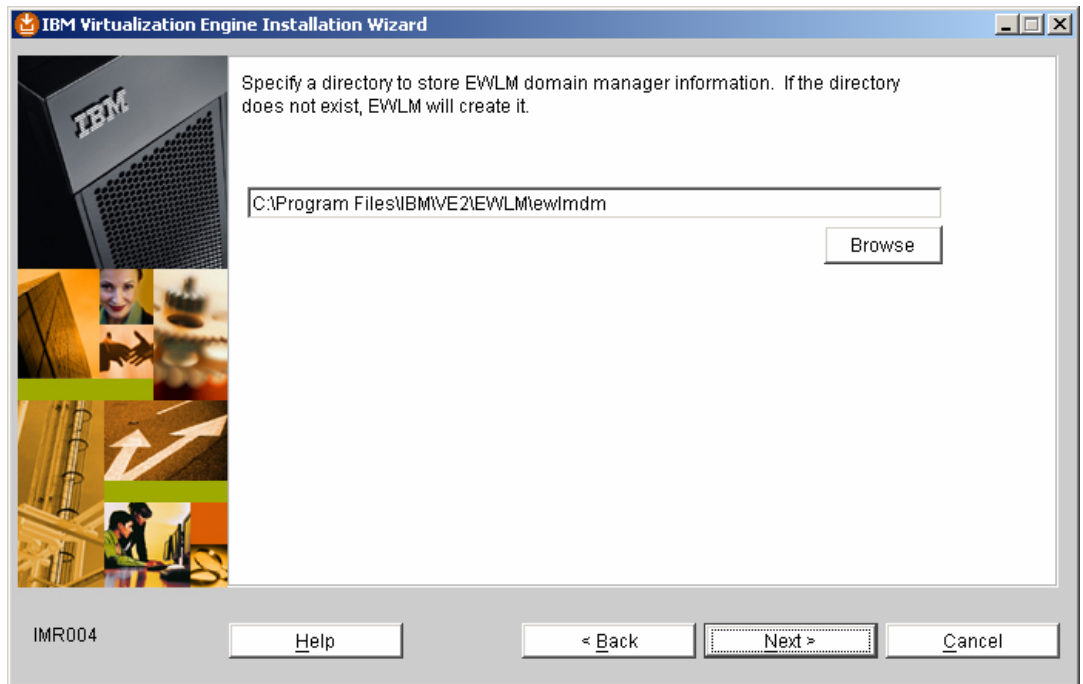 IBM Virtualization Engine Installation Wizard
IBM
Specify a directory to store EWLM domain manager information. If the directory
does not exist, EWLM will create it.
C:\Program Files\IBM\VE2\EWLM\ewlmdm
Browse
IMR004
Help
< Back
Next >
Cancel